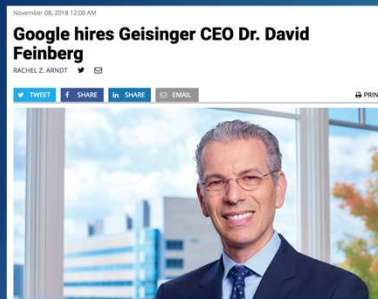 November 08, 2018 12:00 AM
Google hires Geisinger CEO Dr. David
Feinberg
RACHEL Z. ARNDT
TWEET SHARE SHARE EMAIL PRIN